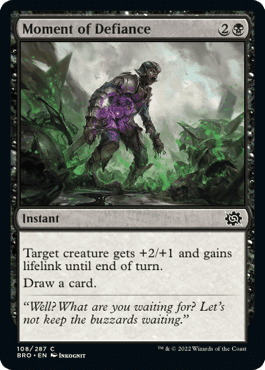 Moment of Defiance 2
Instant
Target creature gets +2/+1 and gains
lifelink until end of turn.
Draw a card.
“Well? What are you waiting for? Let’s
not keep the buzzards waiting.”
108/287 C
BRO • EN Inkognit
™ & © 2022 Wizards of the Coast